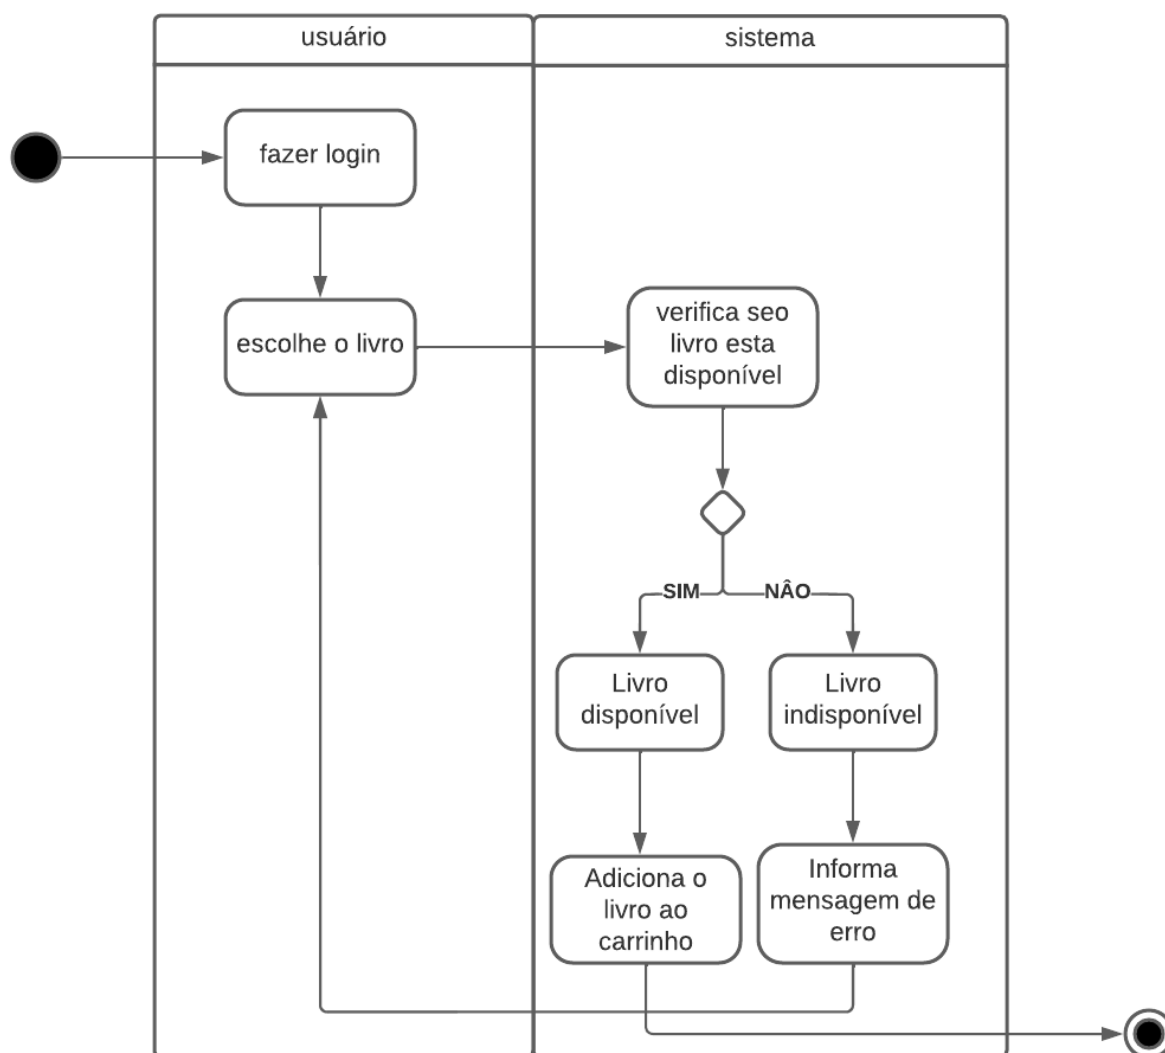 usuário
sistema
fazer login
escolhe o livro
verifica seo
livro esta
disponível
SIM
NÂO
Livro
disponível
Livro
indisponível
Adiciona o
livro ao
carrinho
Informa
mensagem de
erro